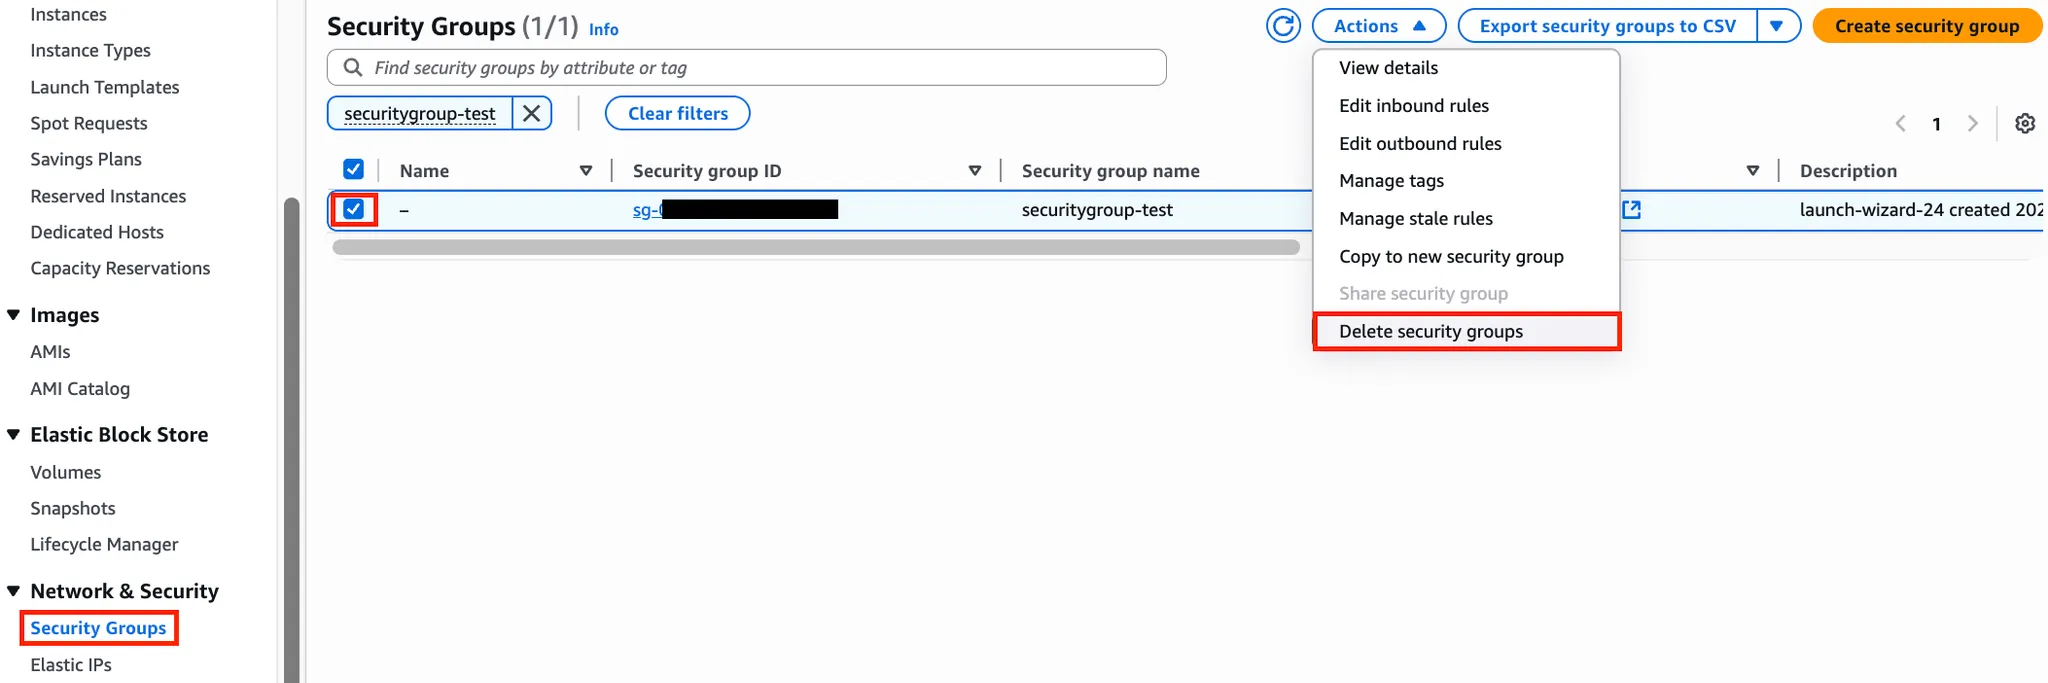 Instances
Instance Types
Launch Templates
Spot Requests
Savings Plans
Reserved Instances
Dedicated Hosts
Capacity Reservations
Images
AMIs
AMI Catalog
Elastic Block Store
Volumes
Snapshots
Lifecycle Manager
Network & Security
Security Groups
Elastic IPs
Security Groups (1/1) Info
Actions
Export security groups to CSV
Create security group
Find security groups by attribute or tag
securitygroup-test
Clear filters
1
Name
Security group ID
Security group name
Description
–
sg-
securitygroup-test
launch-wizard-24 created 202
View details
Edit inbound rules
Edit outbound rules
Manage tags
Manage stale rules
Copy to new security group
Share security group
Delete security groups